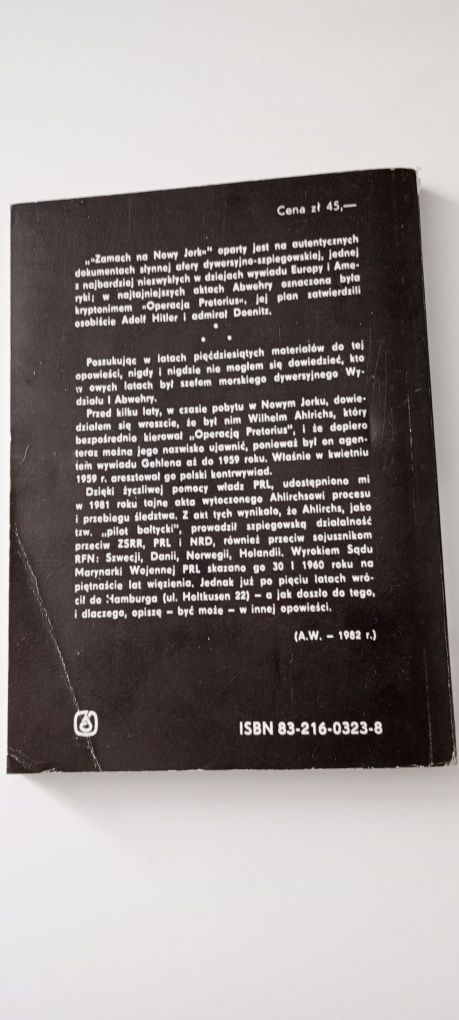 Cena zł 45,—
„»Zamach na Nowy Jork«" oparty jest na autentycznych
dokumentach słynnej afery dywersyjno-szpiegowskiej, jednej
z najbardziej niezwykłych w dziejach wywiadu Europy i Ame-
ryki; w najtajniejszych aktach Abwehry oznaczona była
kryptonimem „Operacja Pretorius", jej plan zatwierdzili
osobiście Adolf Hitler i admirał Doenitz.
Poszukując w latach pięćdziesiątych materiałów do tej
opowieści, nigdy i nigdzie nie mogłem się dowiedzieć, kto
w owych latach był szefem morskiego dywersyjnego Wy-
działu I Abwehry.
Przed kilku laty, w czasie pobytu w Nowym Jorku, dowie-
działem się wreszcie, że był nim Wilhelm Ahlrichs, który
bezpośrednio kierował „Operacją Pretorius", i że dopiero
teraz można jego nazwisko ujawnić, ponieważ był on agen-
tem wywiadu Gehlena aż do 1959 roku. Właśnie w kwietniu
1959 r. aresztował go polski kontrwywiad.
Dzięki życzliwej pomocy władz PRL, udostępniono mi
w 1981 roku tajne akta wytoczonego Ahlirchsowi procesu
i przebiegu śledztwa. Z akt tych wynikało, że Ahlirchs, jako
tzw. „pilot bałtycki", prowadził szpiegowską działalność
przeciw ZSRR, PRL i NRD, również przeciw sojusznikom
RFN: Szwecji, Danii, Norwegii, Holandii. Wyrokiem Sądu
Marynarki Wojennej PRL skazano go 30 I 1960 roku na
piętnaście lat więzienia. Jednak już po pięciu latach wró-
cił do Hamburga (ul. Holtkusen 22) – a jak doszło do tego,
i dlaczego, opiszę – być może – w innej opowieści.
(A.W. – 1982 r.)
ISBN 83-216-0323-8